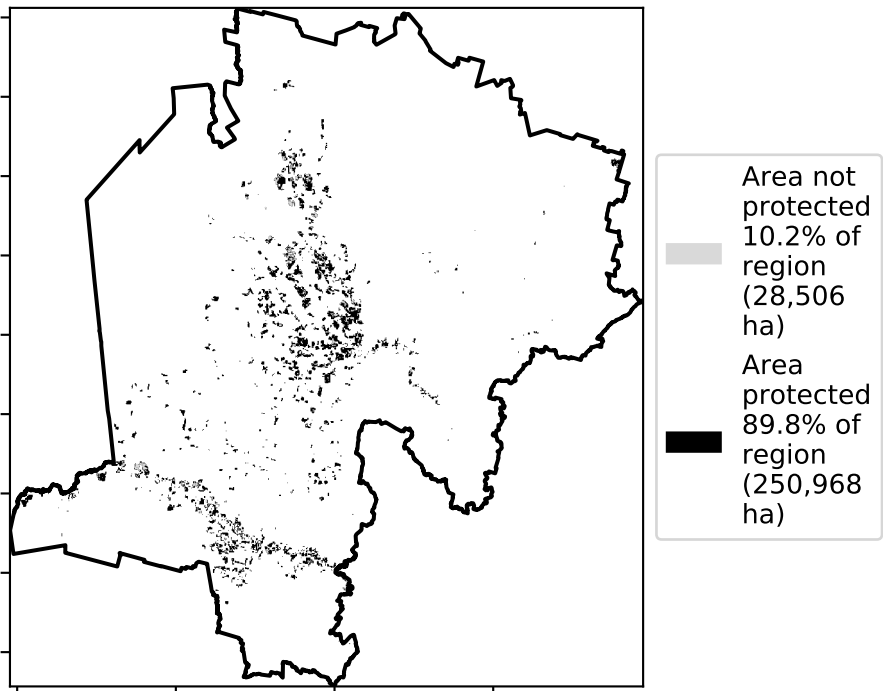 Area not
protected
10.2% of
region
(28,506
ha)
Area
protected
89.8% of
region
(250,968
ha)